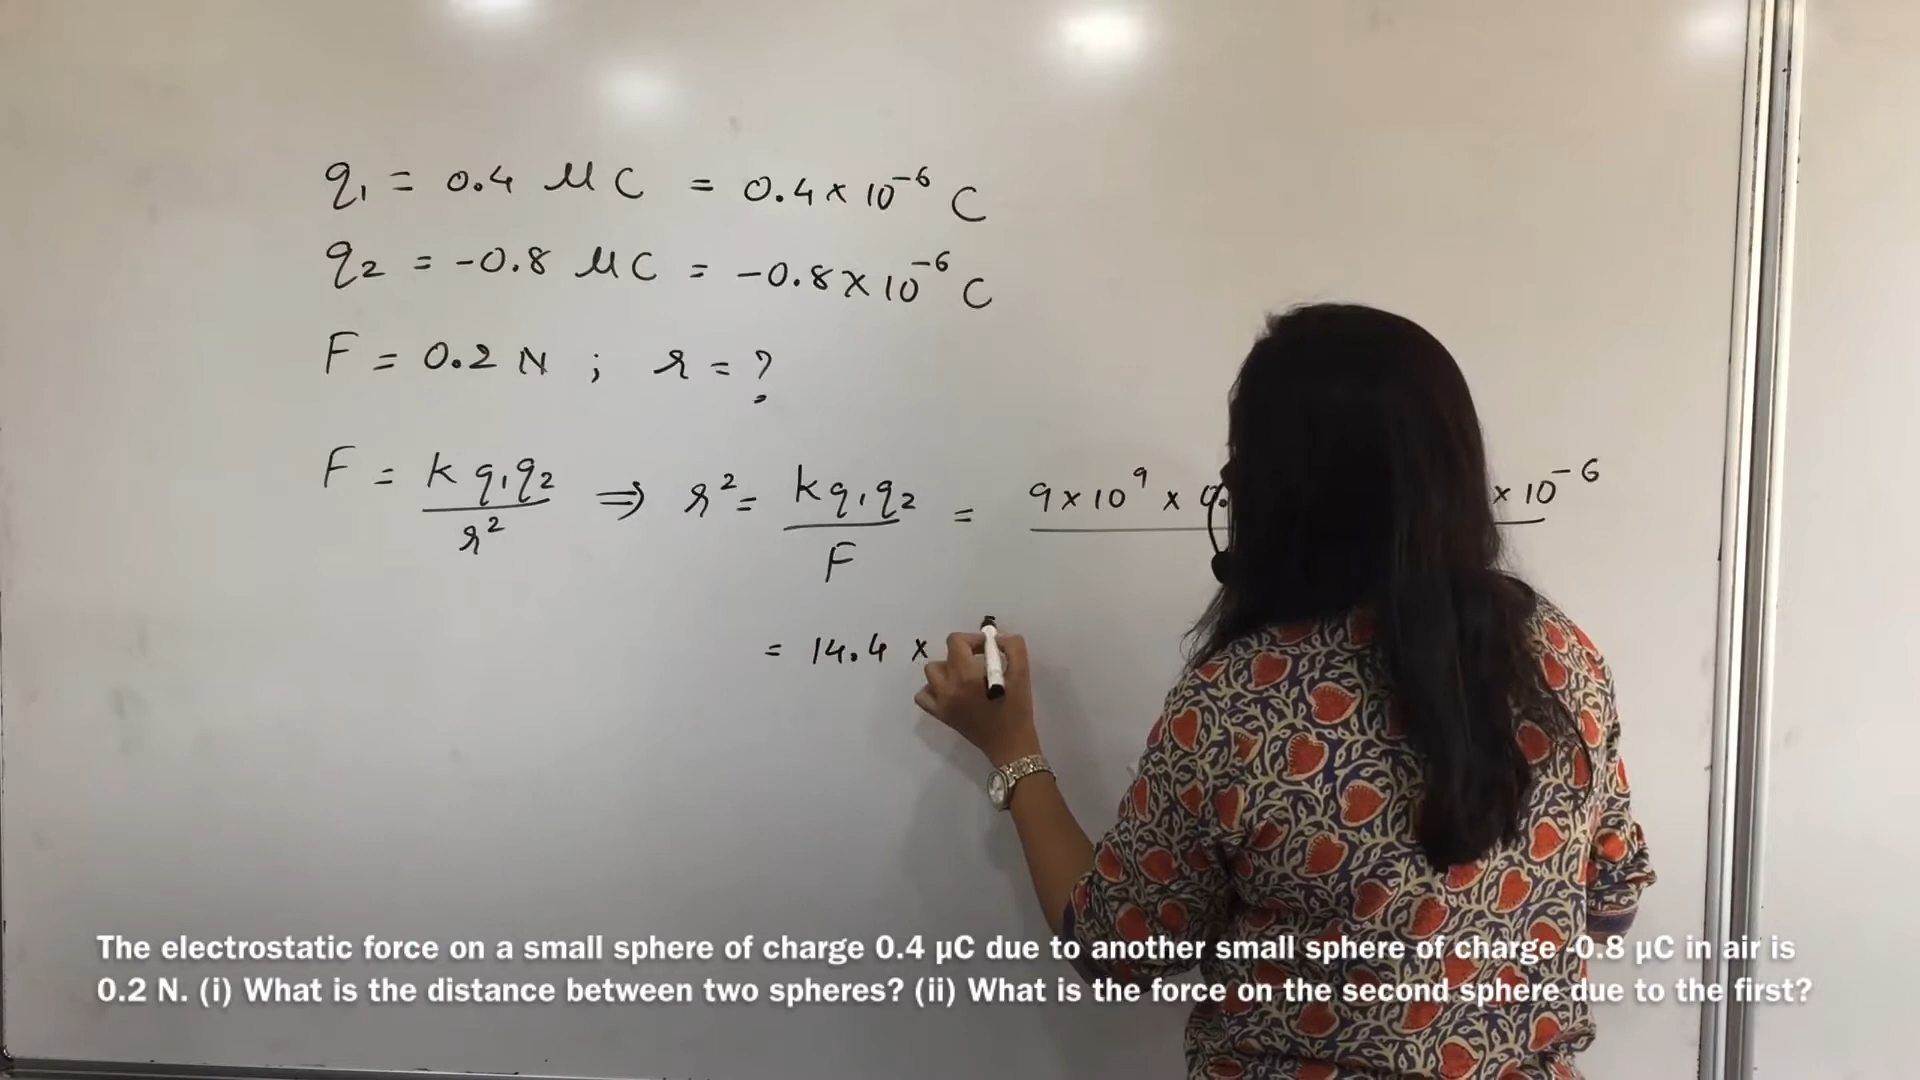 q₁ = 0.4 μC = 0.4 × 10⁻⁶ C
q₂ = -0.8 μC = -0.8 × 10⁻⁶ C
F = 0.2 N ; r = ?
F = k q₁q₂ / r² ⇒ r² = k q₁q₂ / F = 9 × 10⁹ × 0. × 10⁻⁶
= 14.4 ×
The electrostatic force on a small sphere of charge 0.4 μC due to another small sphere of charge -0.8 μC in air is
0.2 N. (i) What is the distance between two spheres? (ii) What is the force on the second sphere due to the first?